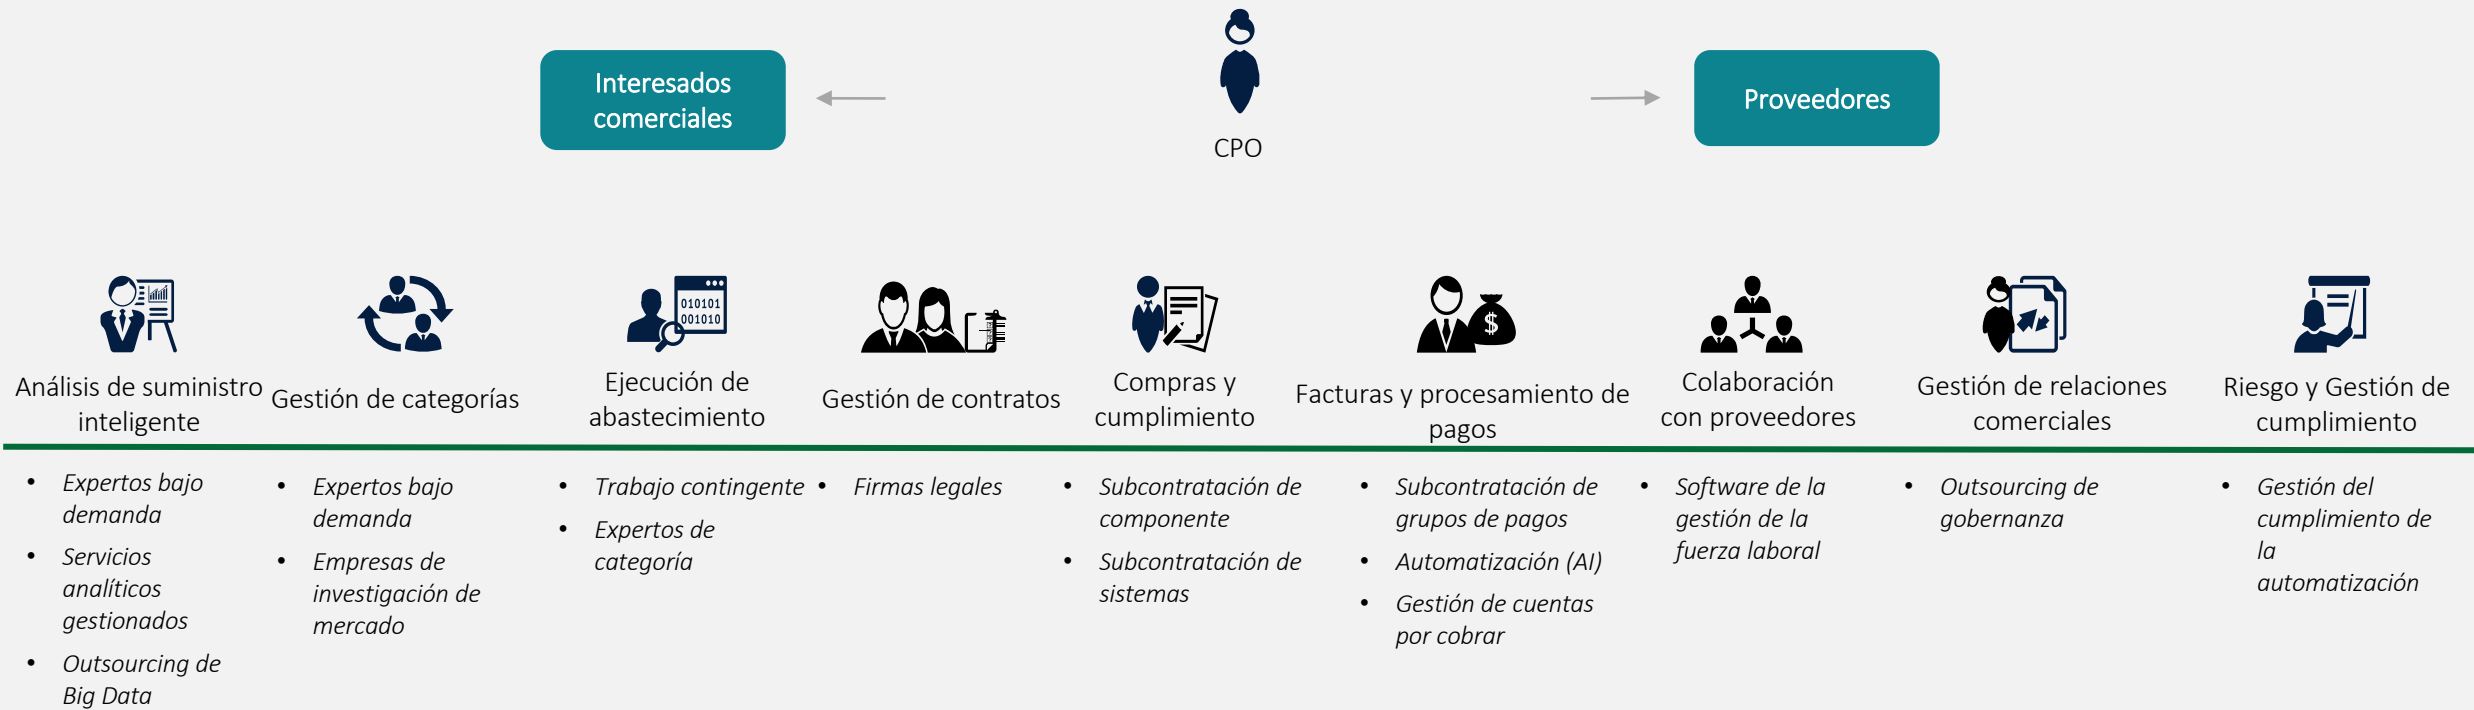 Interesados
comerciales
Proveedores
CPO
010101
001010
$
Análisis de suministro
inteligente
Gestión de categorías
Ejecución de
abastecimiento
Gestión de contratos
Compras y
cumplimiento
Facturas y procesamiento de
pagos
Colaboración
con proveedores
Gestión de relaciones
comerciales
Riesgo y Gestión de
cumplimiento
• Expertos bajo
demanda
• Servicios
analíticos
gestionados
• Outsourcing de
Big Data
• Expertos bajo
demanda
• Empresas de
investigación de
mercado
• Trabajo contingente
• Expertos de
categoría
• Firmas legales
• Subcontratación de
componente
• Subcontratación de
sistemas
• Subcontratación de
grupos de pagos
• Automatización (AI)
• Gestión de cuentas
por cobrar
• Software de la
gestión de la
fuerza laboral
• Outsourcing de
gobernanza
• Gestión del
cumplimiento de
la
automatización